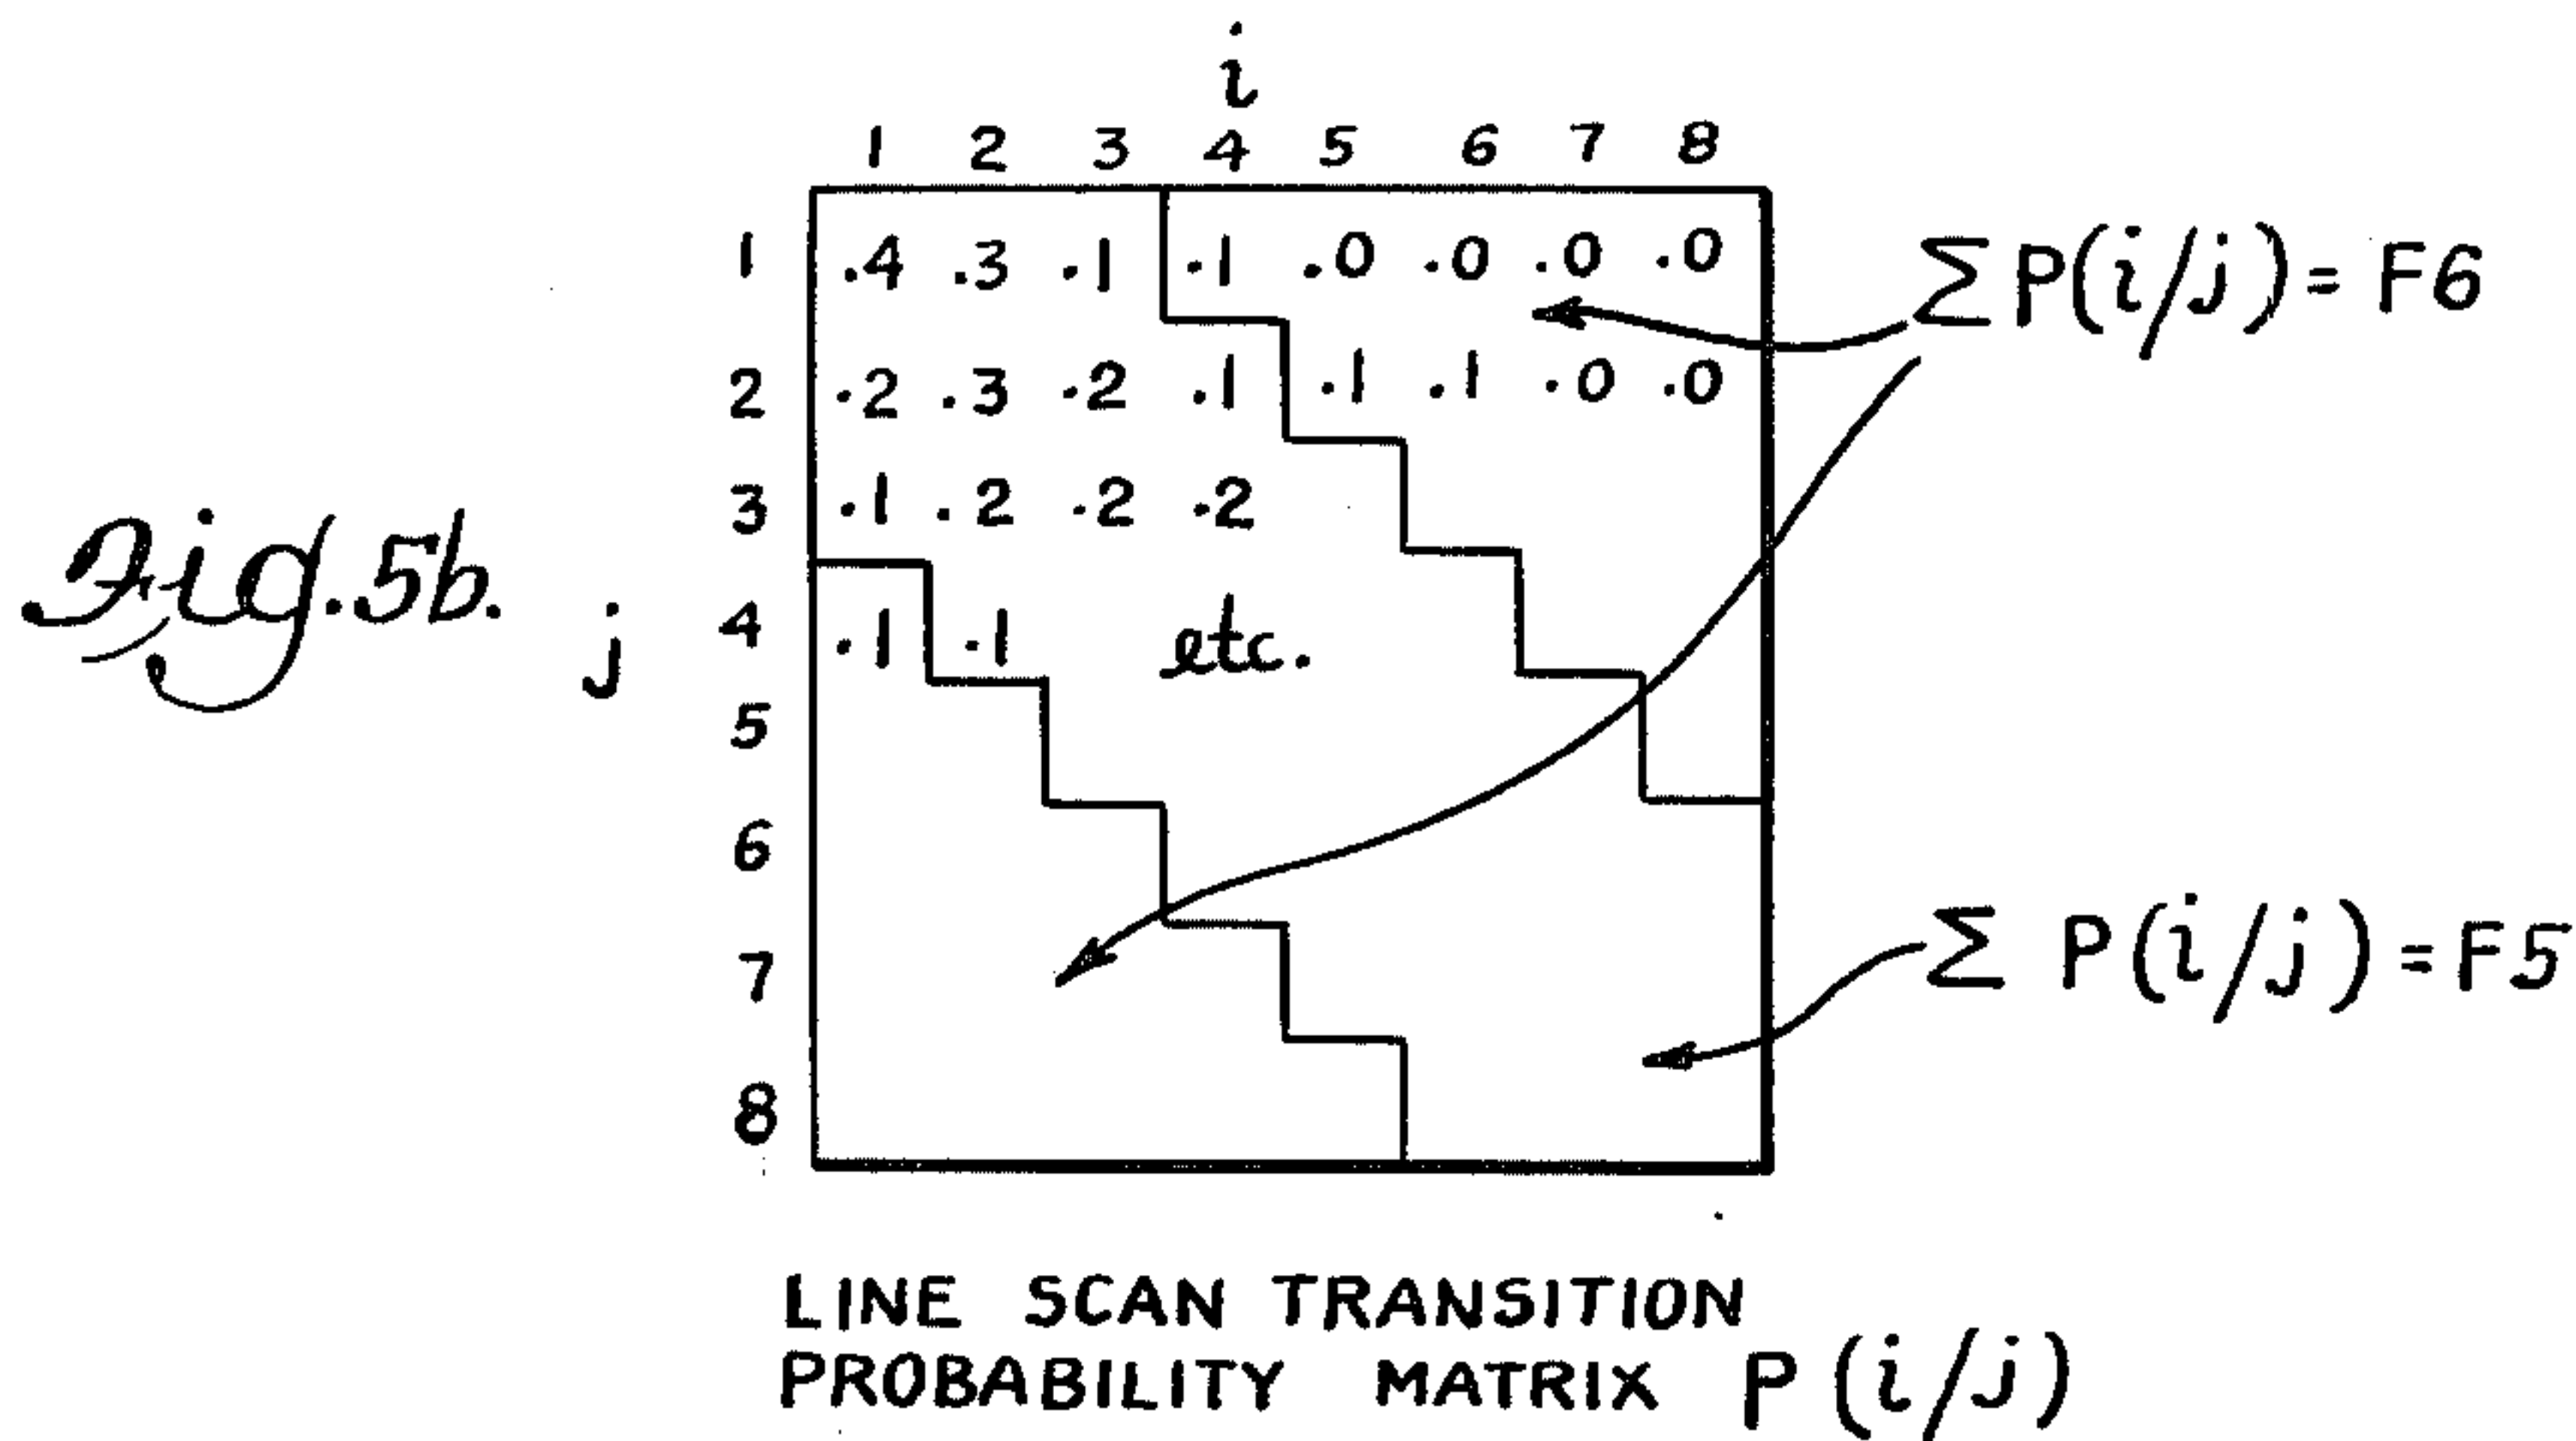 i
1 2 3 4 5 6 7 8
1 .4 .3 .1 .1 .0 .0 .0 .0
2 .2 .3 .2 .1 .1 .1 .0 .0
3 .1 .2 .2 .2
4 .1 .1 etc.
5
6
7
8
j
Fig. 5b.
∑ P(i/j) = F6
∑ P(i/j) = F5
LINE SCAN TRANSITION
PROBABILITY MATRIX P (i/j)